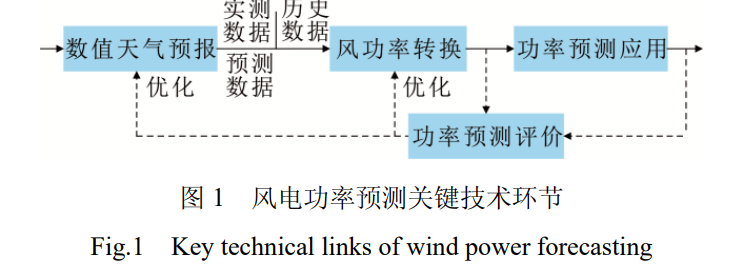 实测
数据
历史
数据
数值天气预报
预测
数据
风功率转换
功率预测应用
优化
优化
功率预测评价
图 1 风电功率预测关键技术环节
Fig.1 Key technical links of wind power forecasting